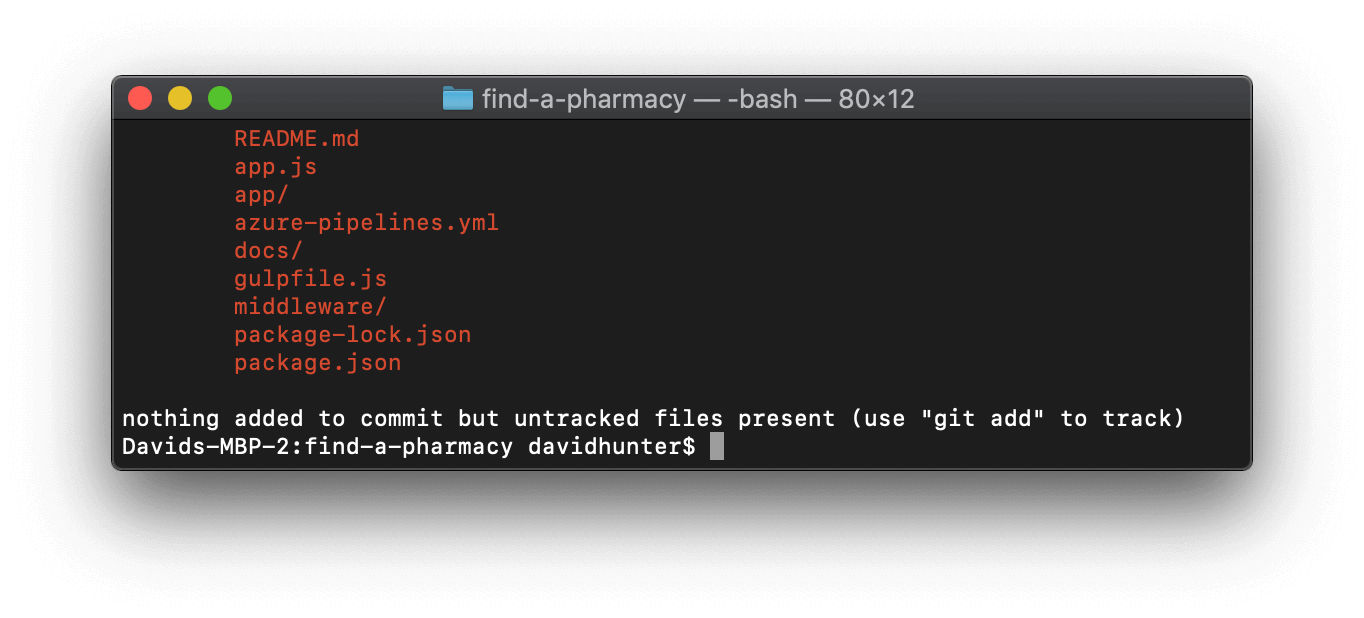 find-a-pharmacy — -bash — 80×12
README.md
app.js
app/
azure-pipelines.yml
docs/
gulpfile.js
middleware/
package-lock.json
package.json
nothing added to commit but untracked files present (use "git add" to track)
Davids-MBP-2:find-a-pharmacy davidhunter$